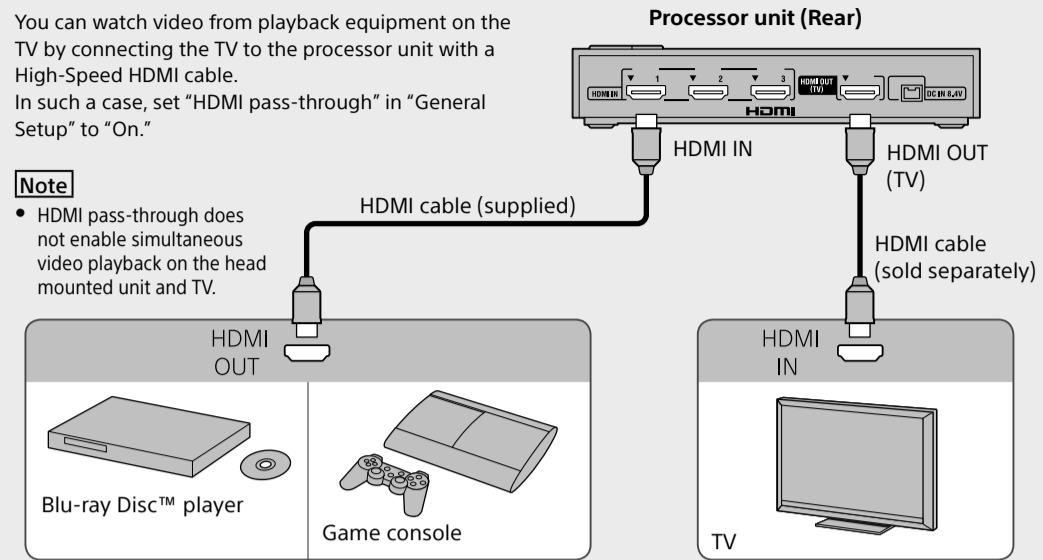 You can watch video from playback equipment on the
TV by connecting the TV to the processor unit with a
High-Speed HDMI cable.
In such a case, set “HDMI pass-through” in “General
Setup” to “On.”
Note
• HDMI pass-through does
not enable simultaneous
video playback on the head
mounted unit and TV.
Processor unit (Rear)
HDMI IN
1
2
3
HDMI OUT
(TV)
DC IN 8.4V
HDMI
HDMI IN
HDMI OUT
(TV)
HDMI cable (supplied)
HDMI cable
(sold separately)
HDMI
OUT
Blu-ray Disc™ player
Game console
HDMI
IN
TV